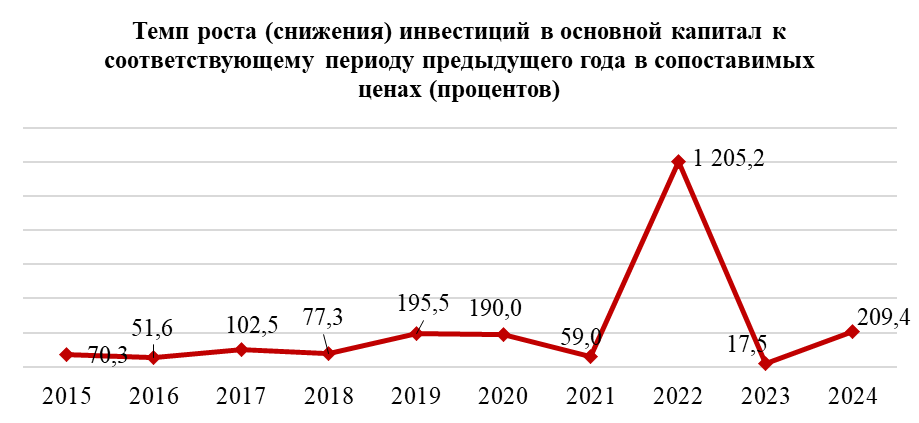 Темп роста (снижения) инвестиций в основной капитал к
соответствующему периоду предыдущего года в сопоставимых
ценах (процентов)
70,3
51,6
102,5
77,3
195,5
190,0
59,0
1 205,2
17,5
209,4
2015 2016 2017 2018 2019 2020 2021 2022 2023 2024